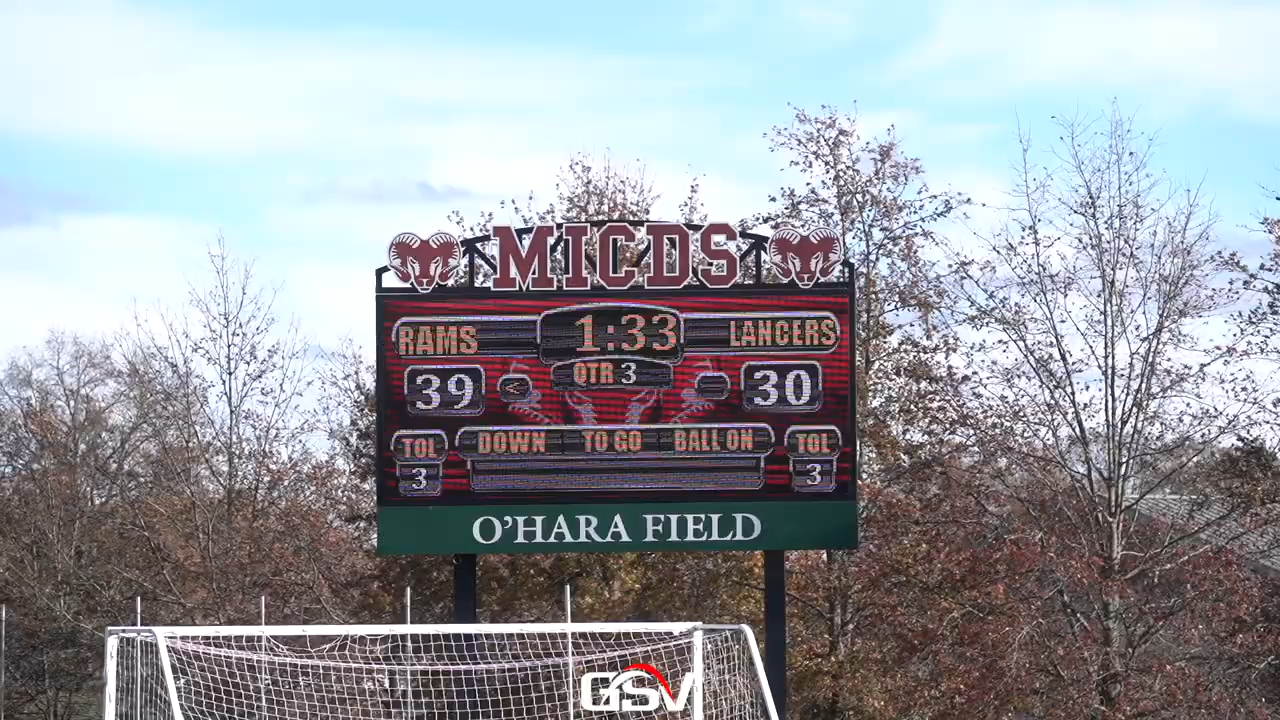 MICDS
RAMS 1:33 LANCERS
39 < QTR 3 30
TOL DOWN TO GO BALL ON TOL
3 3
O'HARA FIELD
GSV